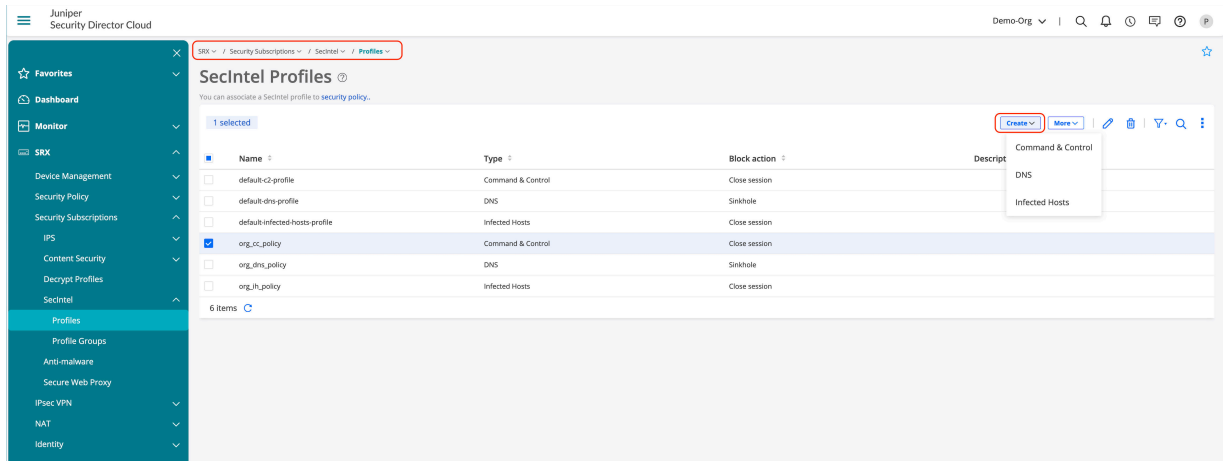 Juniper
Security Director Cloud
Demo-Org
P
SRX / Security Subscriptions / SecIntel / Profiles
Favorites
SecIntel Profiles
You can associate a SecIntel profile to security policy..
Dashboard
1 selected
Create
More
Monitor
Command & Control
SRX
Name
Type
Block action
Descript
Device Management
default-c2-profile
Command & Control
Close session
DNS
Security Policy
default-dns-profile
DNS
Sinkhole
Infected Hosts
Security Subscriptions
default-infected-hosts-profile
Infected Hosts
Close session
IPS
org_cc_policy
Command & Control
Close session
Content Security
org_dns_policy
DNS
Sinkhole
Decrypt Profiles
org_ih_policy
Infected Hosts
Close session
SecIntel
6 items
Profiles
Profile Groups
Anti-malware
Secure Web Proxy
IPsec VPN
NAT
Identity